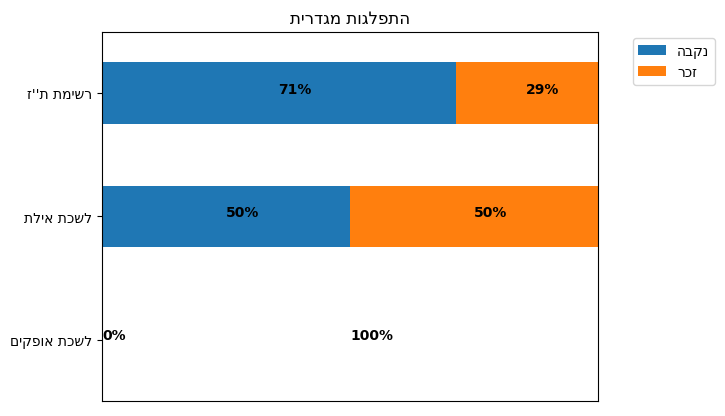 התפלגות מגדרית
נקבה
זכר
רשימת ת''ז
71%
29%
לשכת אילת
50%
50%
לשכת אופקים
0%
100%